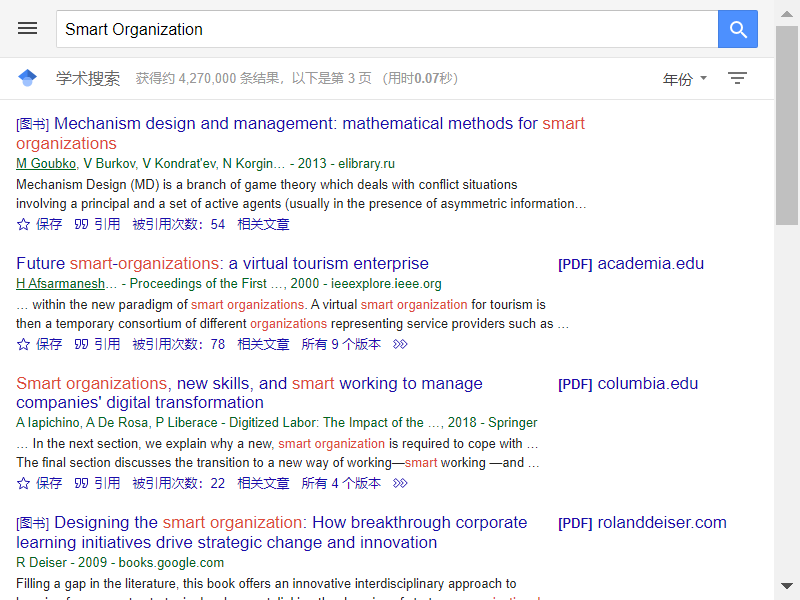 Smart Organization
学术搜索 获得约 4,270,000 条结果，以下是第 3 页 （用时0.07秒） 年份
[图书] Mechanism design and management: mathematical methods for smart
organizations
M Goubko, V Burkov, V Kondrat'ev, N Korgin… - 2013 - elibrary.ru
Mechanism Design (MD) is a branch of game theory which deals with conflict situations
involving a principal and a set of active agents (usually in the presence of asymmetric information…
保存 引用 被引用次数：54 相关文章
Future smart-organizations: a virtual tourism enterprise [PDF] academia.edu
H Afsarmanesh… - Proceedings of the First …, 2000 - ieeexplore.ieee.org
… within the new paradigm of smart organizations. A virtual smart organization for tourism is
then a temporary consortium of different organizations representing service providers such as …
保存 引用 被引用次数：78 相关文章 所有 9 个版本
Smart organizations, new skills, and smart working to manage [PDF] columbia.edu
companies' digital transformation
A Iapichino, A De Rosa, P Liberace - Digitized Labor: The Impact of the …, 2018 - Springer
… In the next section, we explain why a new, smart organization is required to cope with …
The final section discusses the transition to a new way of working—smart working —and …
保存 引用 被引用次数：22 相关文章 所有 4 个版本
[图书] Designing the smart organization: How breakthrough corporate [PDF] rolanddeiser.com
learning initiatives drive strategic change and innovation
R Deiser - 2009 - books.google.com
Filling a gap in the literature, this book offers an innovative interdisciplinary approach to